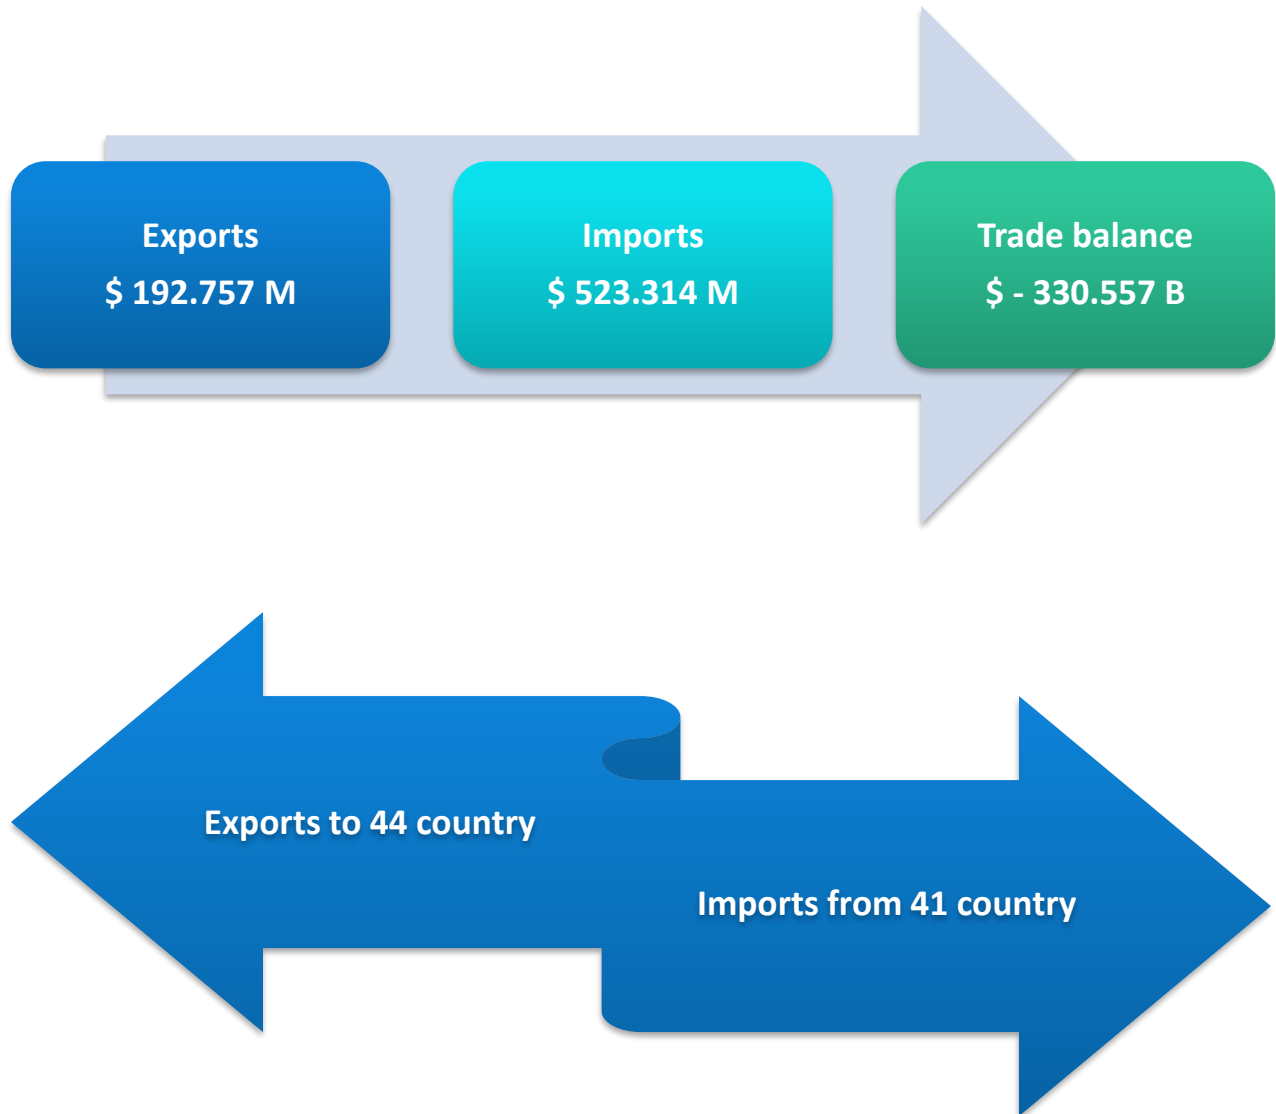 Exports
$ 192.757 M
Imports
$ 523.314 M
Trade balance
$ - 330.557 B
Exports to 44 country
Imports from 41 country